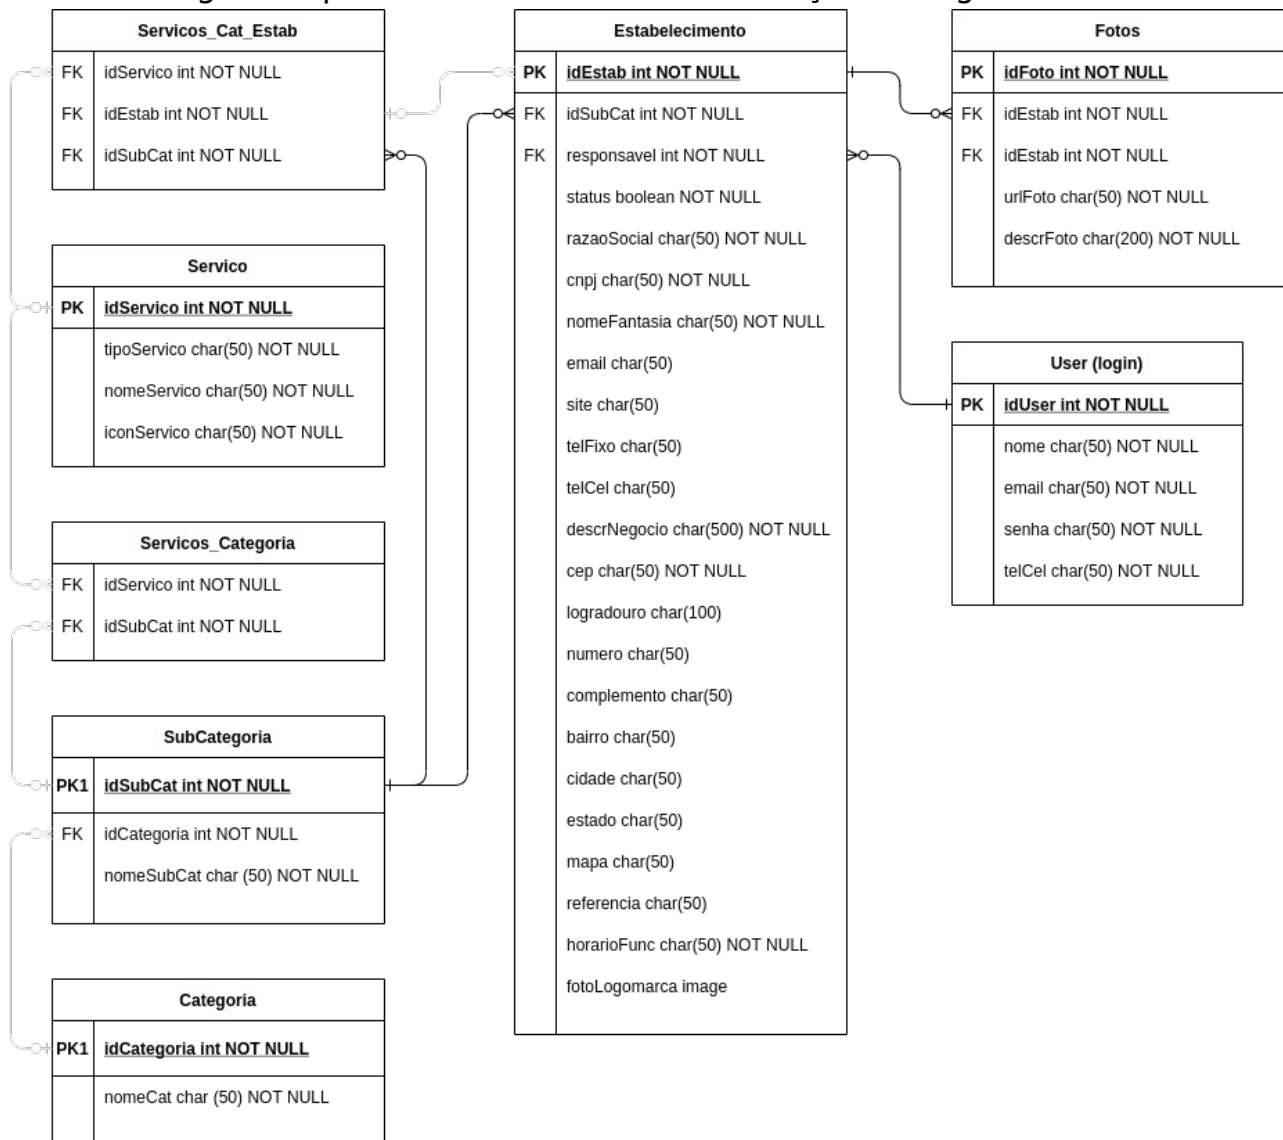 Servicos_Cat_Estab
FK idServico int NOT NULL
FK idEstab int NOT NULL
FK idSubCat int NOT NULL
Servico
PK idServico int NOT NULL
tipoServico char(50) NOT NULL
nomeServico char(50) NOT NULL
iconServico char(50) NOT NULL
Servicos_Categoria
FK idServico int NOT NULL
FK idSubCat int NOT NULL
SubCategoria
PK1 idSubCat int NOT NULL
FK idCategoria int NOT NULL
nomeSubCat char (50) NOT NULL
Categoria
PK1 idCategoria int NOT NULL
nomeCat char (50) NOT NULL
Estabelecimento
PK idEstab int NOT NULL
FK idSubCat int NOT NULL
FK responsavel int NOT NULL
status boolean NOT NULL
razaoSocial char(50) NOT NULL
cnpj char(50) NOT NULL
nomeFantasia char(50) NOT NULL
email char(50)
site char(50)
telFixo char(50)
telCel char(50)
descrNegocio char(500) NOT NULL
cep char(50) NOT NULL
logradouro char(100)
numero char(50)
complemento char(50)
bairro char(50)
cidade char(50)
estado char(50)
mapa char(50)
referencia char(50)
horarioFunc char(50) NOT NULL
fotoLogomarca image
Fotos
PK idFoto int NOT NULL
FK idEstab int NOT NULL
FK idEstab int NOT NULL
urlFoto char(50) NOT NULL
descrFoto char(200) NOT NULL
User (login)
PK idUser int NOT NULL
nome char(50) NOT NULL
email char(50) NOT NULL
senha char(50) NOT NULL
telCel char(50) NOT NULL